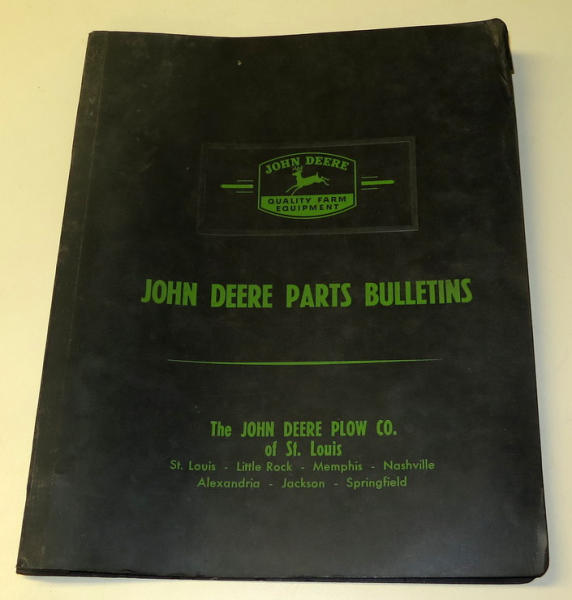 JOHN DEERE
QUALITY FARM
EQUIPMENT
JOHN DEERE PARTS BULLETINS
The JOHN DEERE PLOW CO.
of St. Louis
St. Louis - Little Rock - Memphis - Nashville
Alexandria - Jackson - Springfield